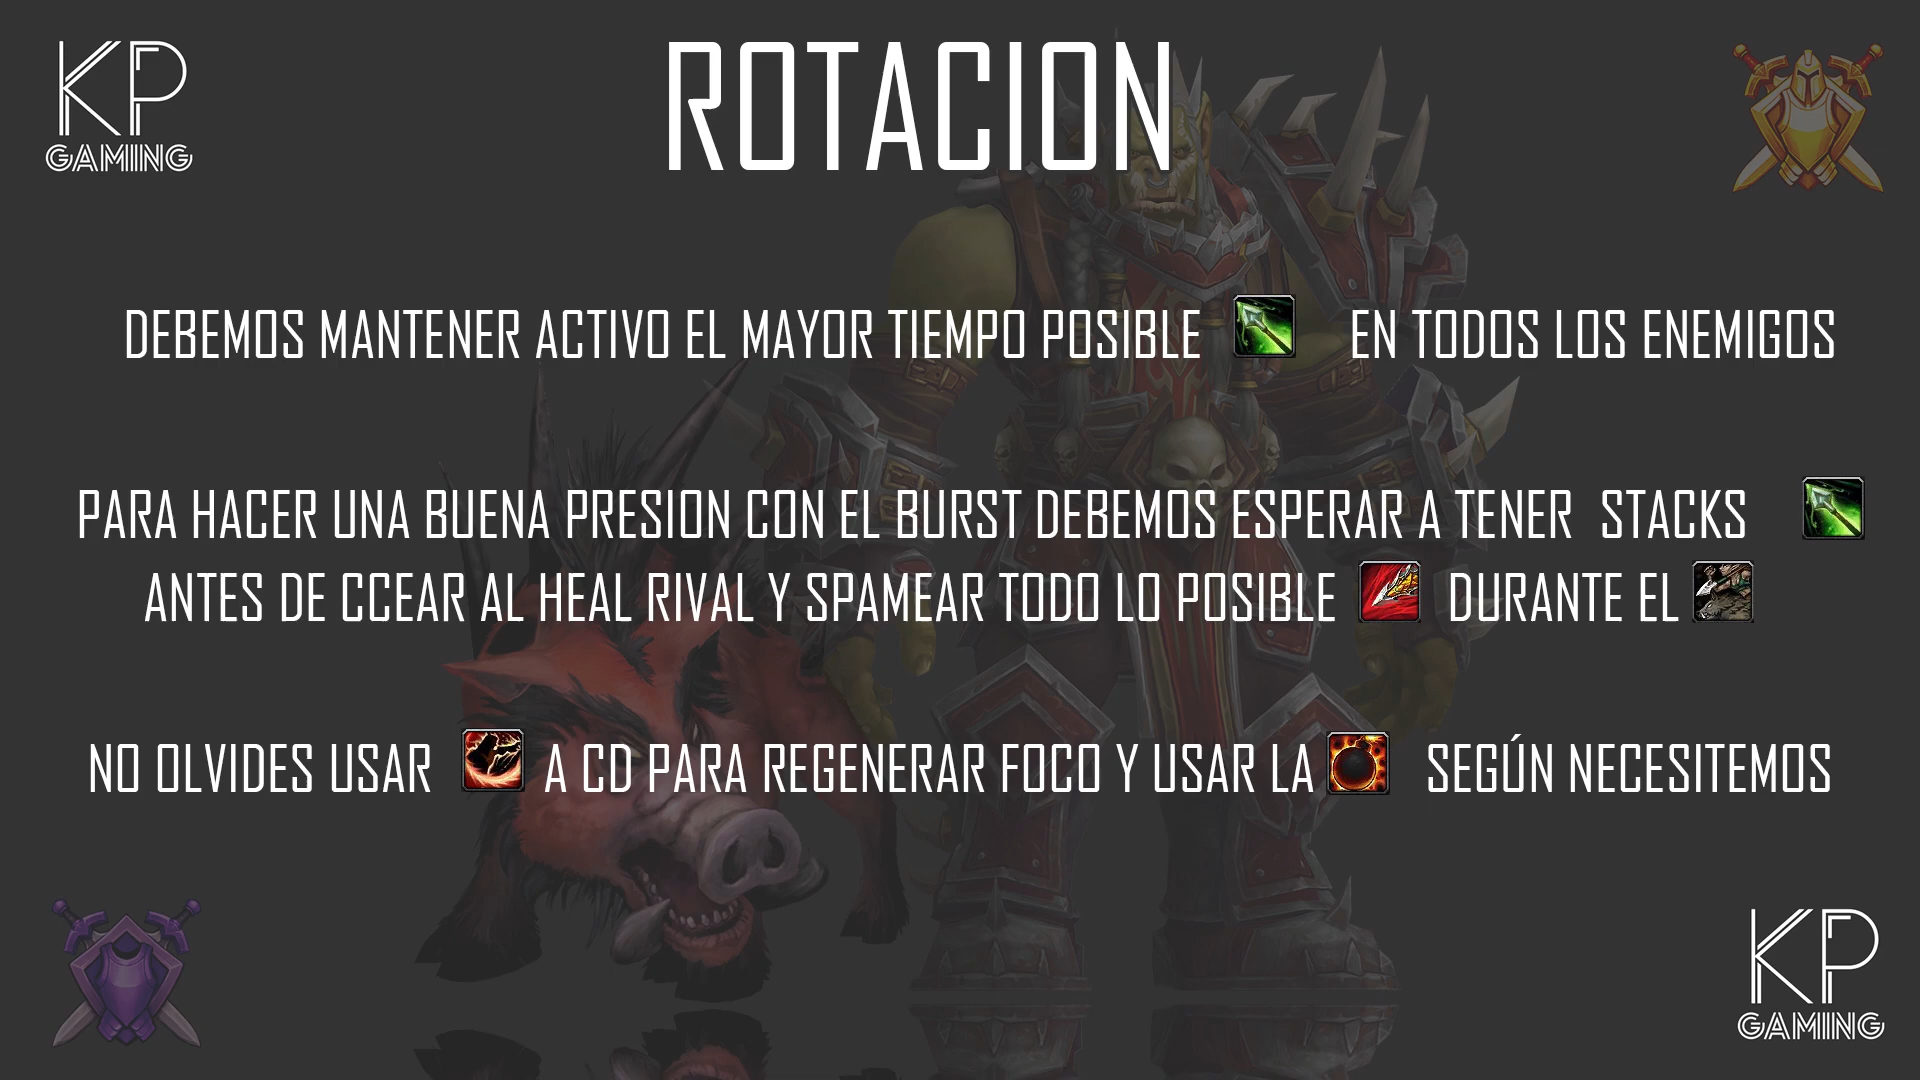 KP
GAMING
ROTACION
DEBEMOS MANTENER ACTIVO EL MAYOR TIEMPO POSIBLE EN TODOS LOS ENEMIGOS
PARA HACER UNA BUENA PRESION CON EL BURST DEBEMOS ESPERAR A TENER STACKS
ANTES DE CCEAR AL HEAL RIVAL Y SPAMEAR TODO LO POSIBLE DURANTE EL
NO OLVIDES USAR A CD PARA REGENERAR FOCO Y USAR LA SEGÚN NECESITEMOS
KP
GAMING